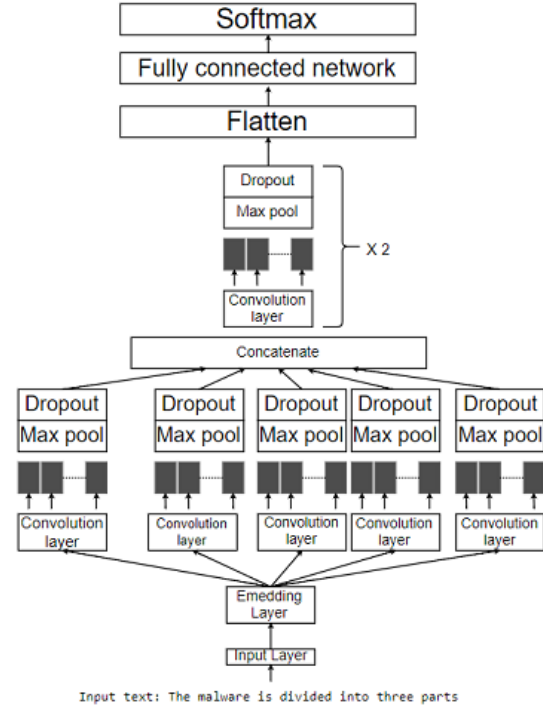 Softmax
Fully connected network
Flatten
Dropout
Max pool
X 2
Convolution
layer
Concatenate
Dropout
Max pool
Convolution
layer
Dropout
Max pool
Convolution
layer
Dropout
Max pool
Convolution
layer
Dropout
Max pool
Convolution
layer
Dropout
Max pool
Convolution
layer
Emedding
Layer
Input Layer
Input text: The malware is divided into three parts